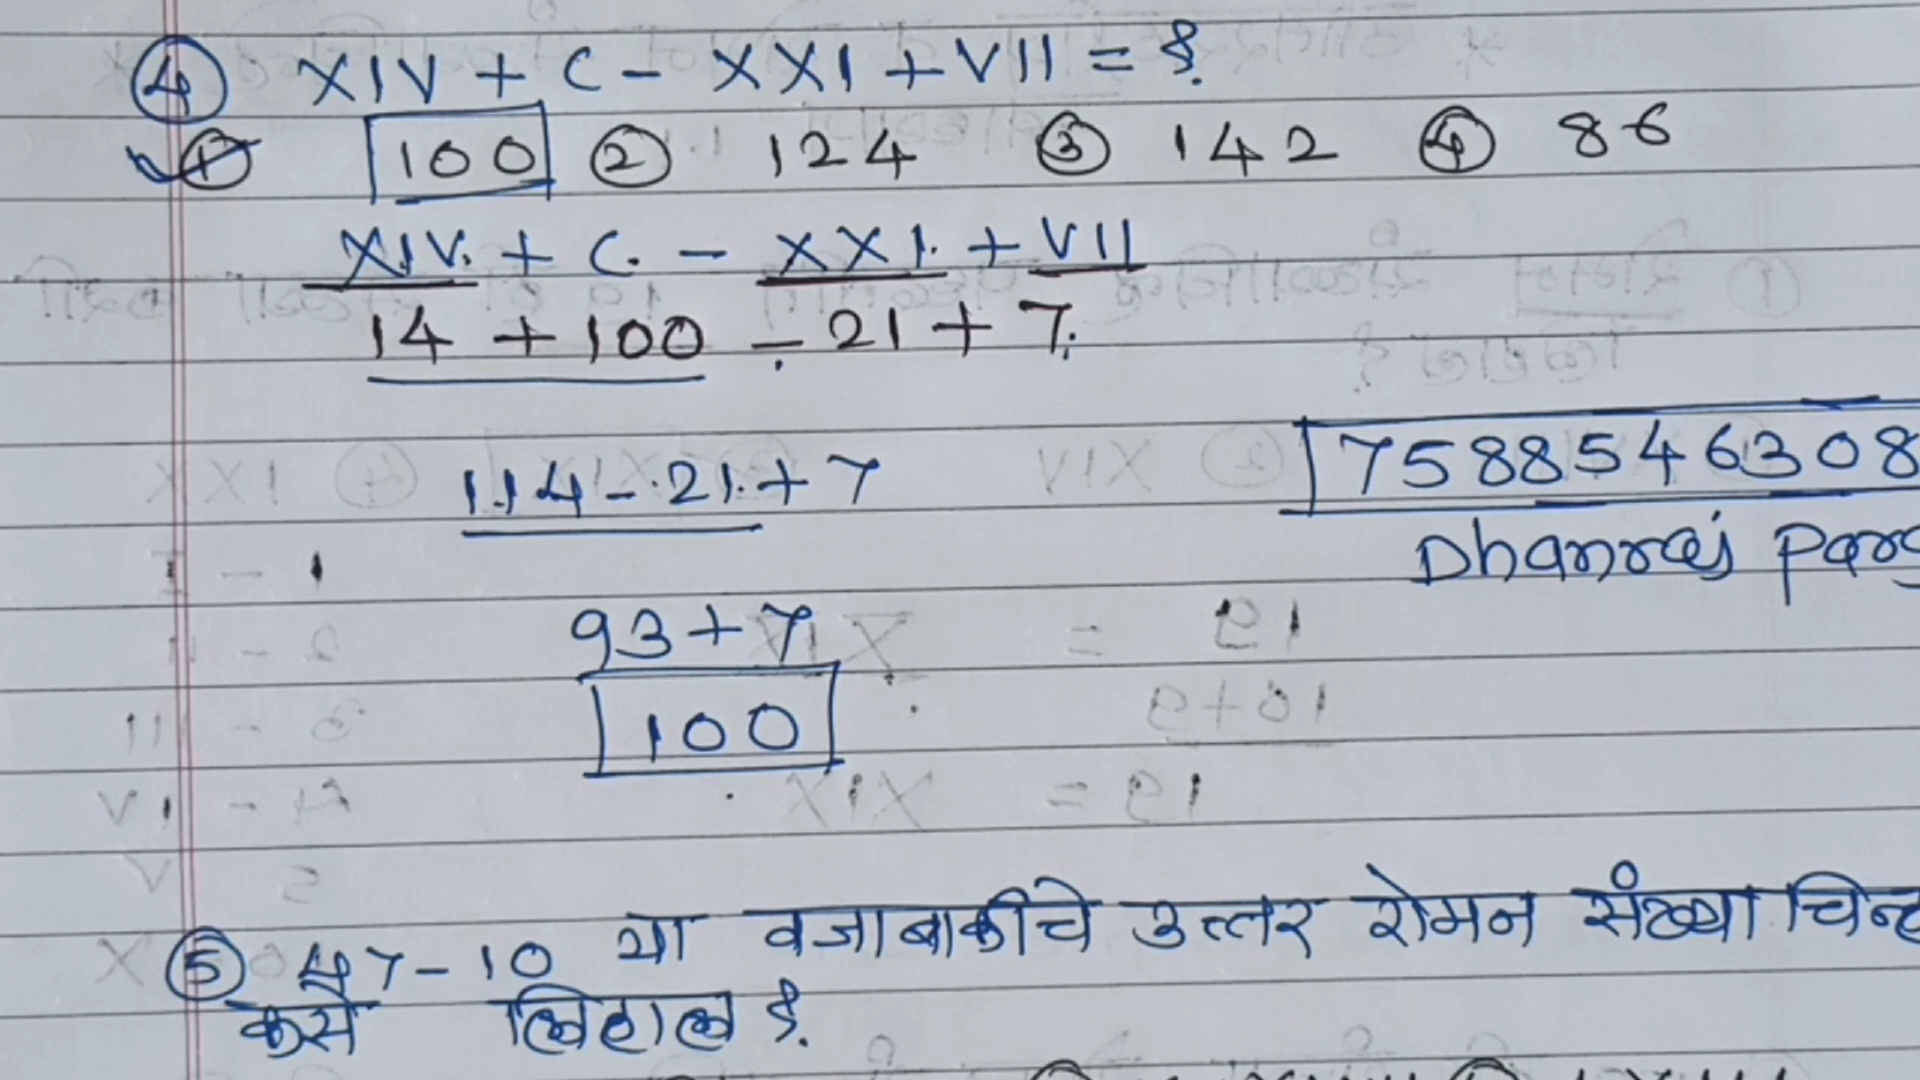 ④ XIV + C - XXI + VII = ?
① 100 ② 124 ③ 142 ④ 86
XIV. + C. - XXI. + VII
14 + 100 - 21 + 7.
114 - 21 + 7
7588546308
Dhanraj
93 + 7
100
⑤ 47 - 10 या वजाबाकीचे उत्तर रोमन संख्या
कसे लिहाल ?